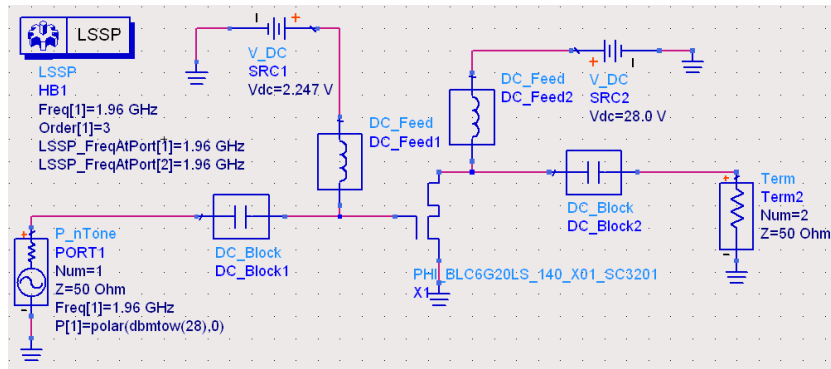 LSSP
LSSP
HB1
Freq[1]=1.96 GHz
Order[1]=3
LSSP_FreqAtPort[1]=1.96 GHz
LSSP_FreqAtPort[2]=1.96 GHz
V_DC
SRC1
Vdc=2.247 V
DC_Feed
DC_Feed1
DC_Feed
DC_Feed2
V_DC
SRC2
Vdc=28.0 V
DC_Block
DC_Block1
DC_Block
DC_Block2
Term
Term2
Num=2
Z=50 Ohm
P_nTone
PORT1
Num=1
Z=50 Ohm
Freq[1]=1.96 GHz
P[1]=polar(dbmtow(28),0)
PHI_BLC6G20LS_140_X01_SC3201
X1